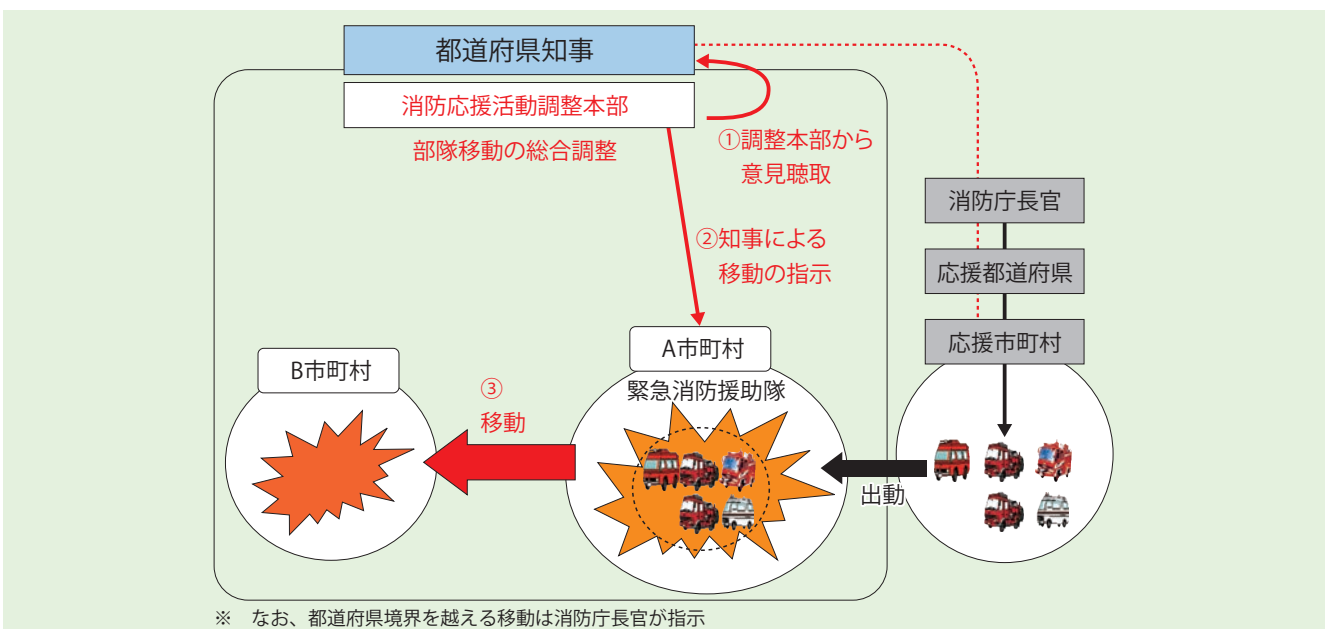 都道府県知事
消防応援活動調整本部
部隊移動の総合調整
①調整本部から
意見聴取
②知事による
移動の指示
消防庁長官
応援都道府県
応援市町村
A市町村
緊急消防援助隊
B市町村
③
移動
出動
※　なお、都道府県境界を越える移動は消防庁長官が指示